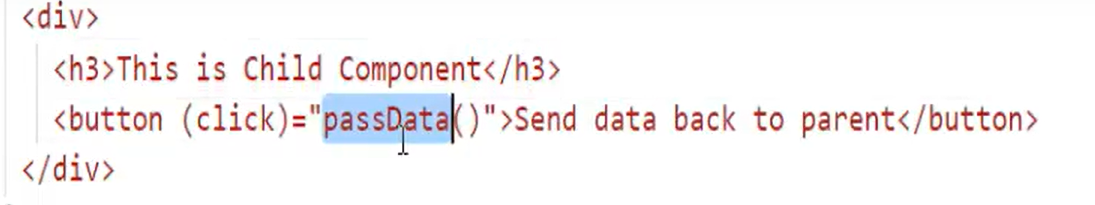 <div>
<h3>This is Child Component</h3>
<button (click)="passData()">Send data back to parent</button>
</div>